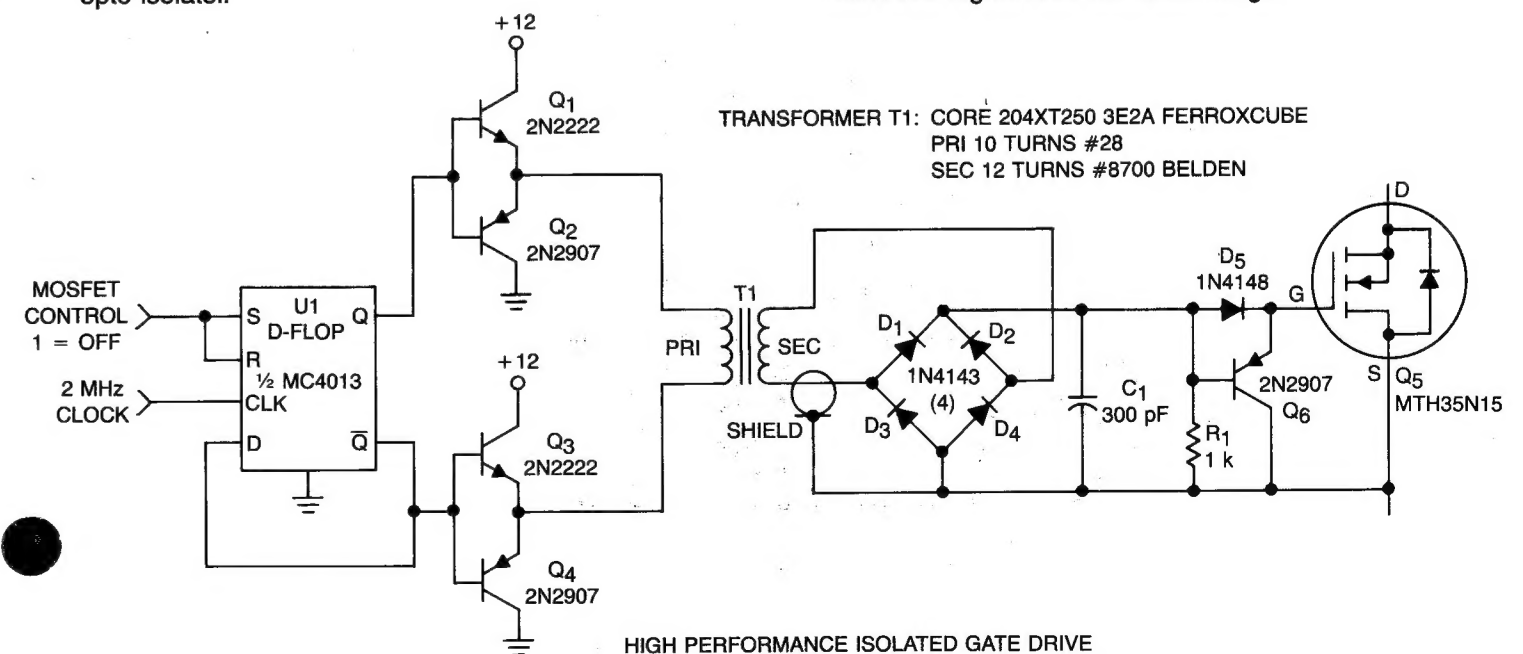 +12
Q1
2N2222
TRANSFORMER T1: CORE 204XT250 3E2A FERROXCUBE
PRI 10 TURNS #28
SEC 12 TURNS #8700 BELDEN
Q2
2N2907
MOSFET
CONTROL
1 = OFF
2 MHz
CLOCK
S
U1
Q
D-FLOP
R
½ MC4013
CLK
D
Q̅
+12
Q3
2N2222
Q4
2N2907
T1
PRI
SEC
SHIELD
D1
D2
1N4143
(4)
D3
D4
C1
300 pF
D5
1N4148
G
D
2N2907
Q6
R1
1 k
S
Q5
MTH35N15
HIGH PERFORMANCE ISOLATED GATE DRIVE